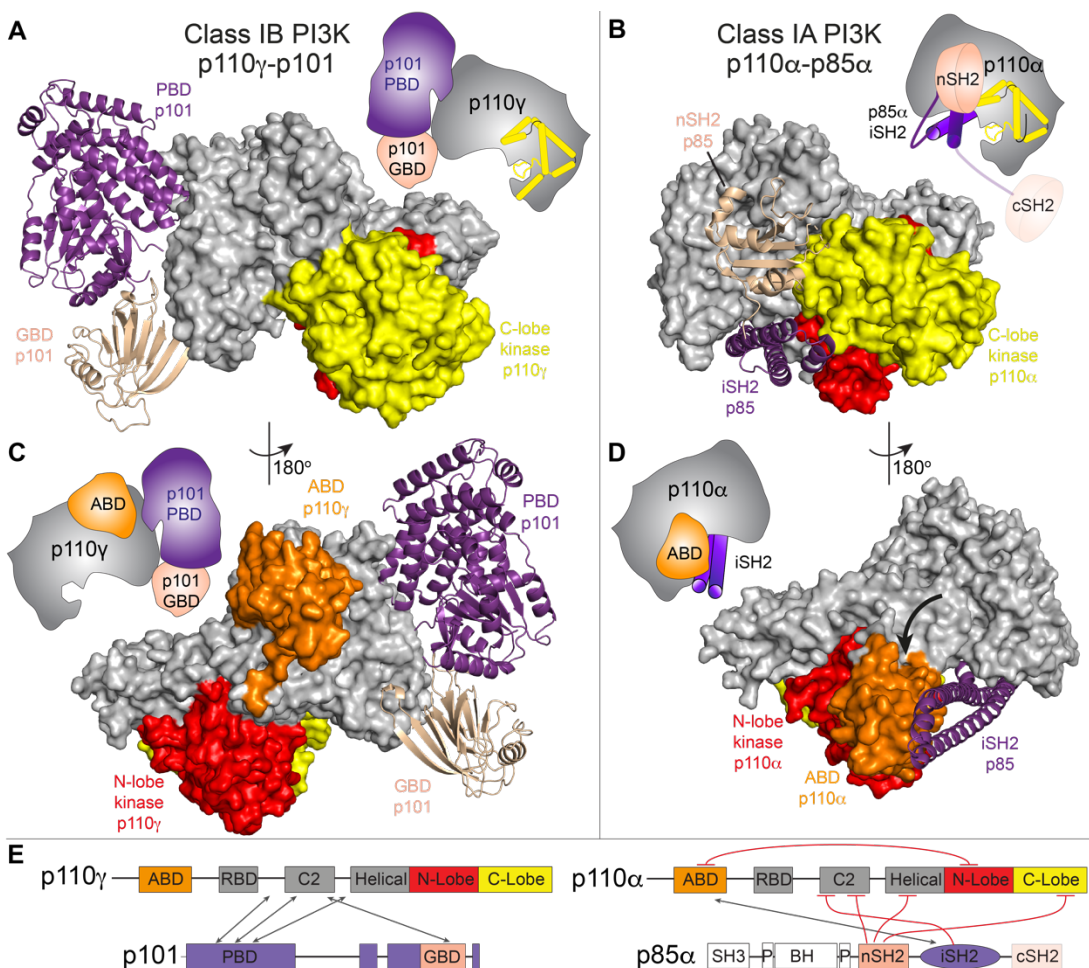 A
Class IB PI3K
p110γ-p101
p101
PBD
p110γ
p101
GBD
PBD
p101
GBD
p101
C-lobe
kinase
p110γ
B
Class IA PI3K
p110α-p85α
nSH2
p110α
p85α
iSH2
cSH2
nSH2
p85
iSH2
p85
C-lobe
kinase
p110α
180°
180°
C
ABD
p101
PBD
p110γ
p101
GBD
ABD
p110γ
PBD
p101
N-lobe
kinase
p110γ
GBD
p101
D
p110α
ABD
iSH2
N-lobe
kinase
p110α
ABD
p110α
iSH2
p85
E
p110γ ABD RBD C2 Helical N-Lobe C-Lobe
p101 PBD GBD
p110α ABD RBD C2 Helical N-Lobe C-Lobe
p85α SH3 P BH P nSH2 iSH2 cSH2